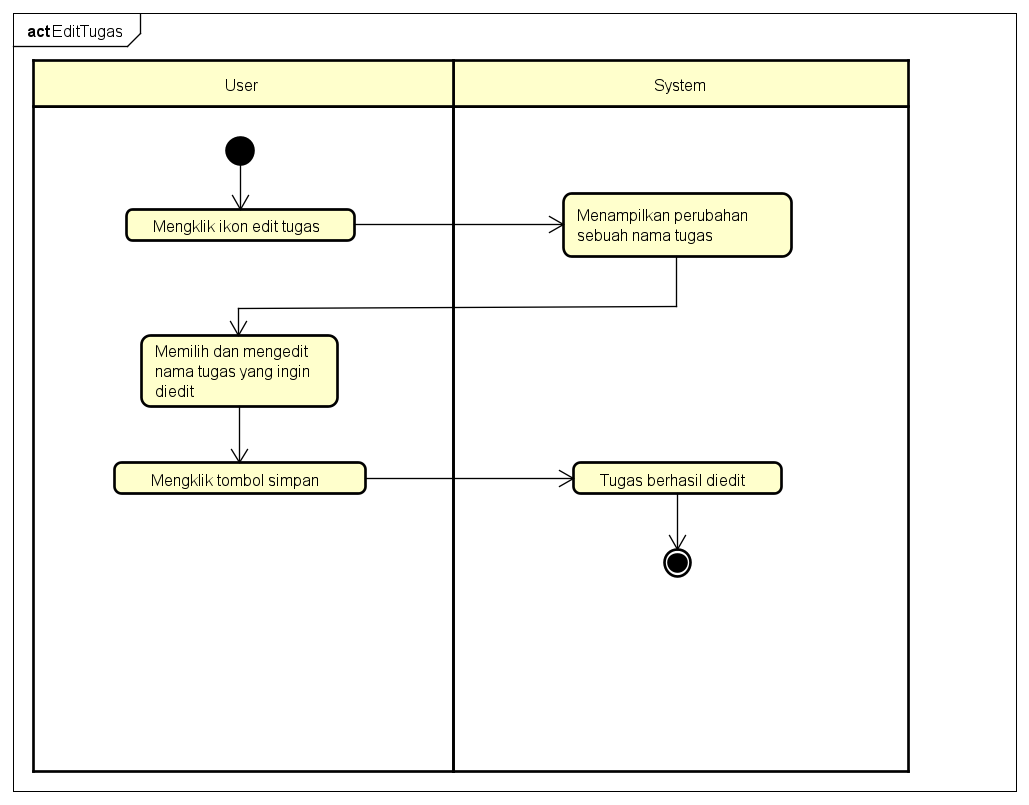 act EditTugas
User
System
Mengklik ikon edit tugas
Menampilkan perubahan
sebuah nama tugas
Memilih dan mengedit
nama tugas yang ingin
diedit
Mengklik tombol simpan
Tugas berhasil diedit